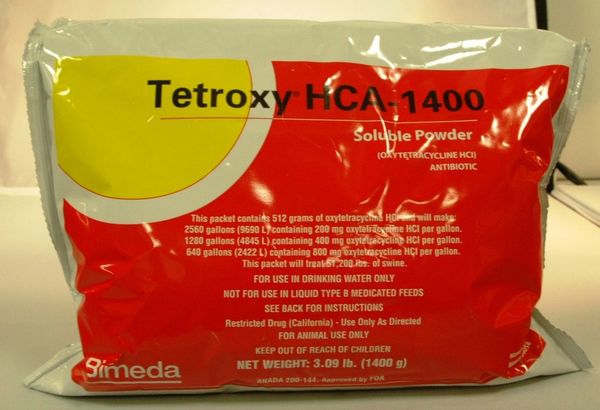 Tetroxy® HCA-1400
Soluble Powder
(OXYTETRACYCLINE HCl)
ANTIBIOTIC
This packet contains 512 grams of oxytetracycline HCl and will make:
2560 gallons (9690 L) containing 200 mg oxytetracycline HCl per gallon.
1280 gallons (4845 L) containing 400 mg oxytetracycline HCl per gallon.
640 gallons (2422 L) containing 800 mg oxytetracycline HCl per gallon.
This packet will treat 51,200 lbs. of swine.
FOR USE IN DRINKING WATER ONLY
NOT FOR USE IN LIQUID TYPE B MEDICATED FEEDS
SEE BACK FOR INSTRUCTIONS
Restricted Drug (California) - Use Only As Directed
FOR ANIMAL USE ONLY
KEEP OUT OF REACH OF CHILDREN
Bimeda
NET WEIGHT: 3.09 lb. (1400 g)
ANADA 200-144. Approved by FDA